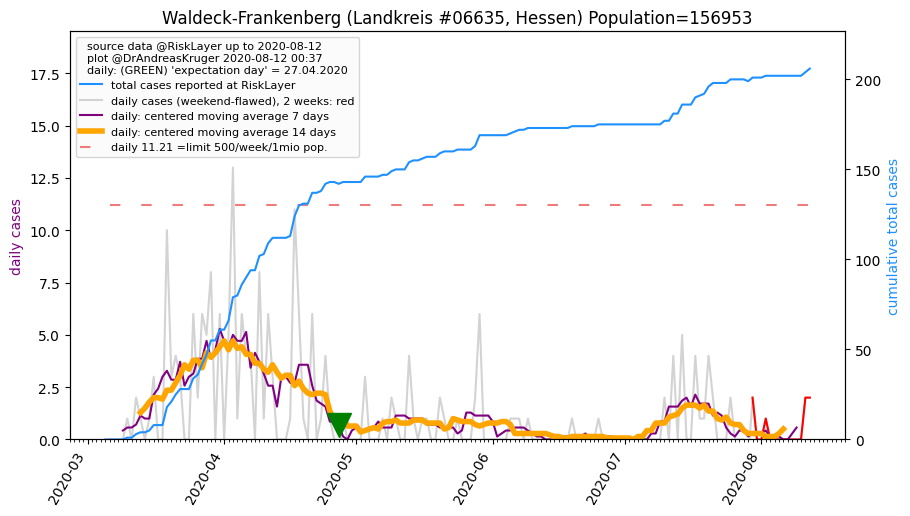 Waldeck-Frankenberg (Landkreis #06635, Hessen) Population=156953
source data @RiskLayer up to 2020-08-12
plot @DrAndreasKruger 2020-08-12 00:37
daily: (GREEN) 'expectation day' = 27.04.2020
total cases reported at RiskLayer
daily cases (weekend-flawed), 2 weeks: red
daily: centered moving average 7 days
daily: centered moving average 14 days
daily 11.21 =limit 500/week/1mio pop.
daily cases
17.5
15.0
12.5
10.0
7.5
5.0
2.5
0.0
200
150
100
50
0
cumulative total cases
2020-03
2020-04
2020-05
2020-06
2020-07
2020-08